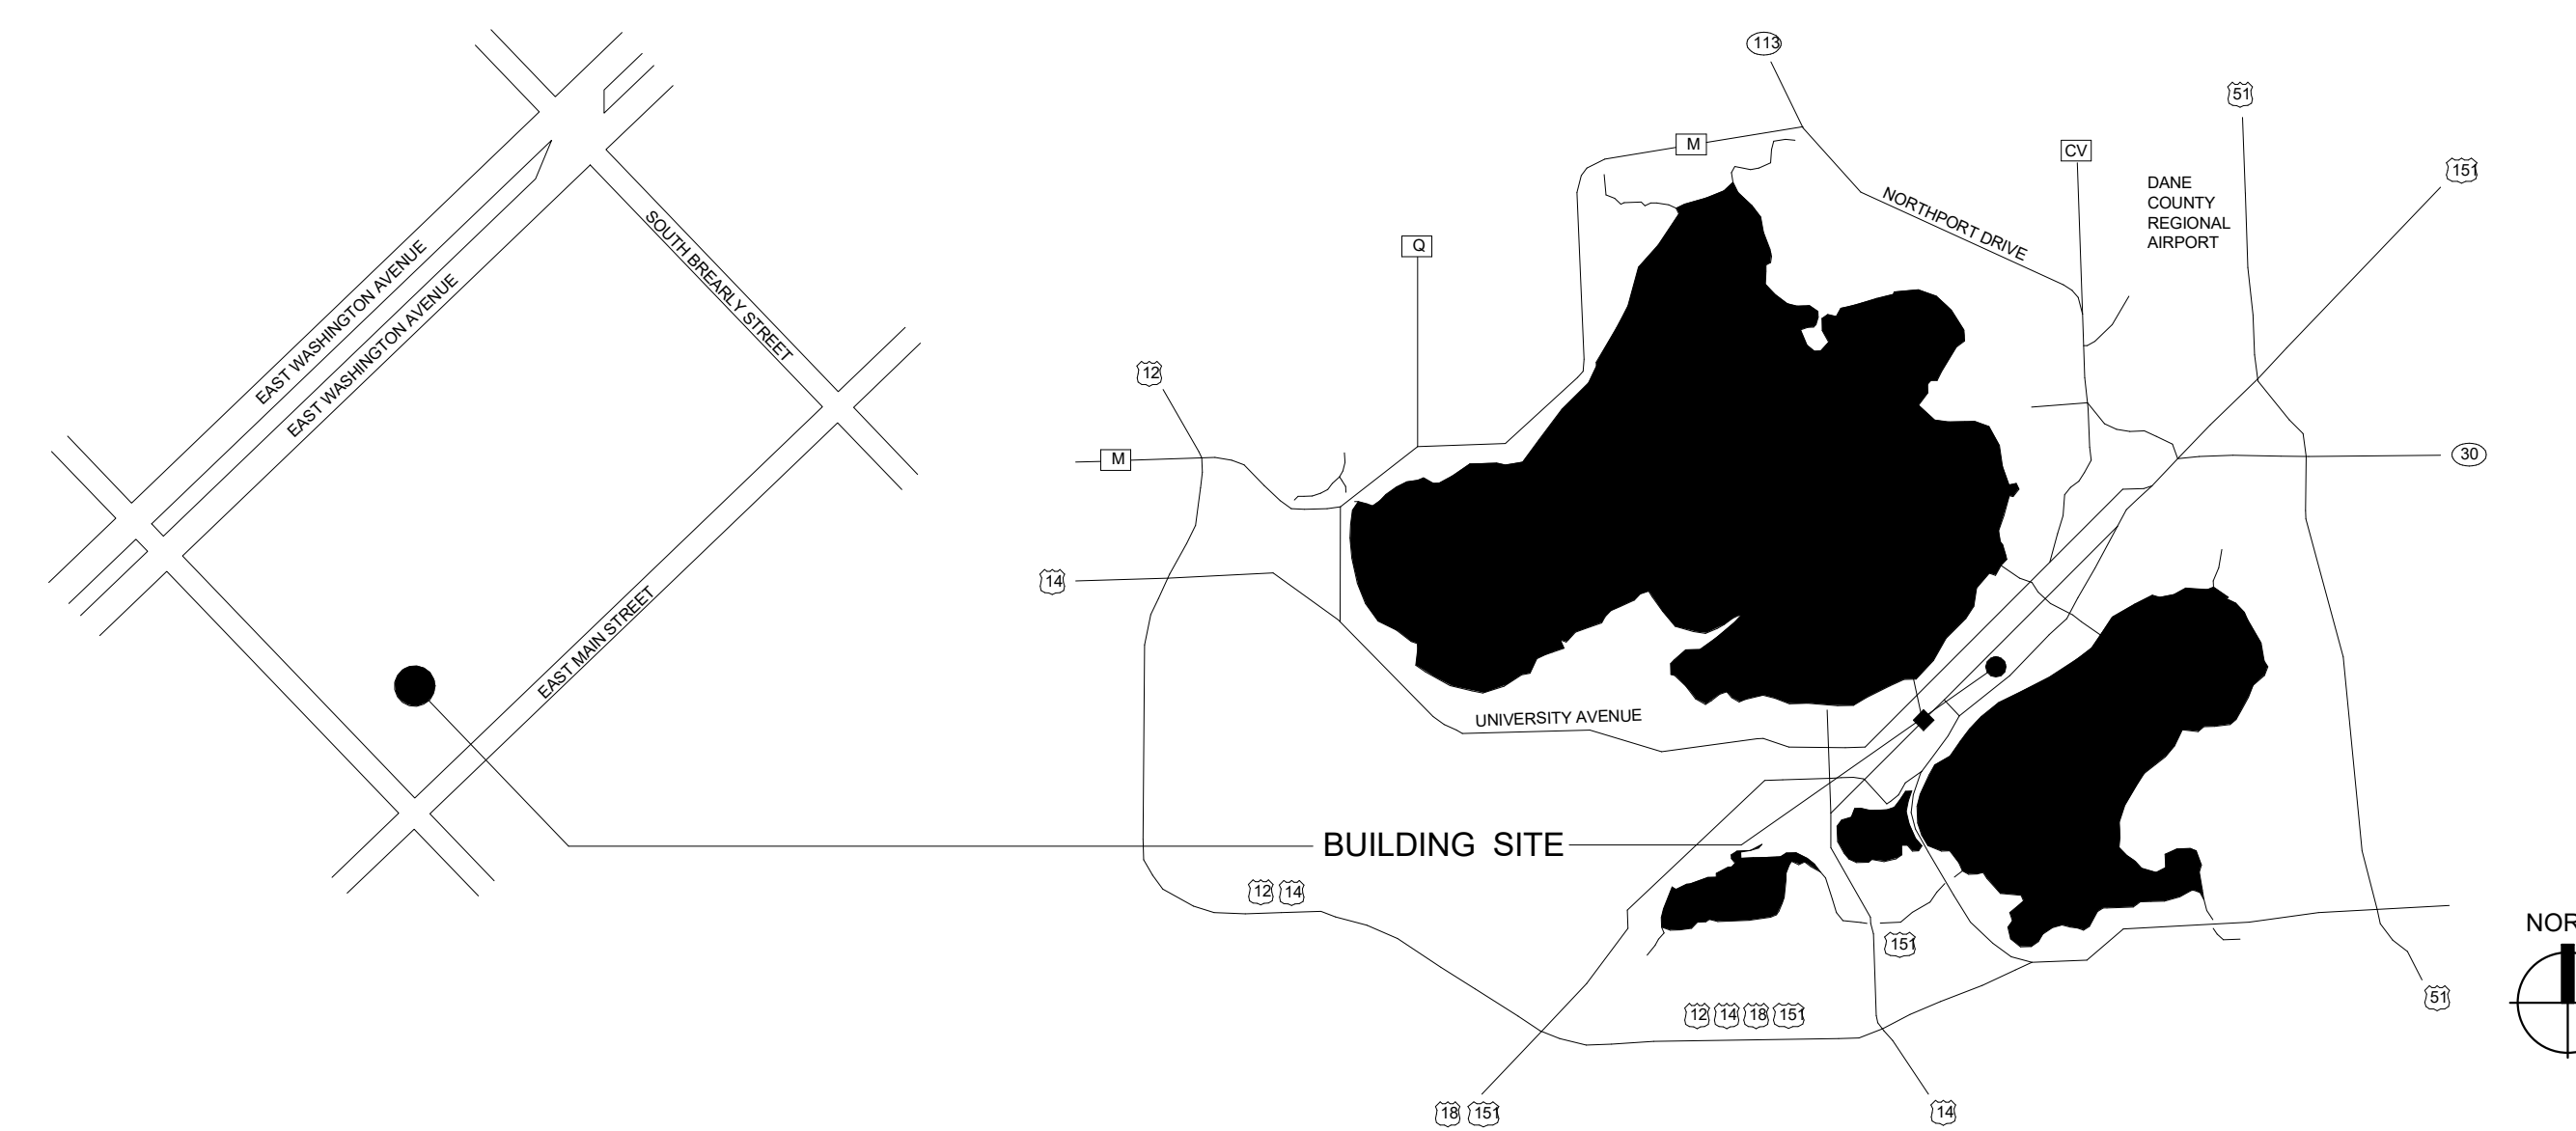 113
51
M
CV
151
DANE
COUNTY
REGIONAL
AIRPORT
NORTHPORT DRIVE
SOUTH BREARLY STREET
EAST WASHINGTON AVENUE
EAST WASHINGTON AVENUE
Q
12
M
30
14
EAST MAIN STREET
UNIVERSITY AVENUE
BUILDING SITE
12 14
151
NOR
51
12 14 18 151
18 151
14